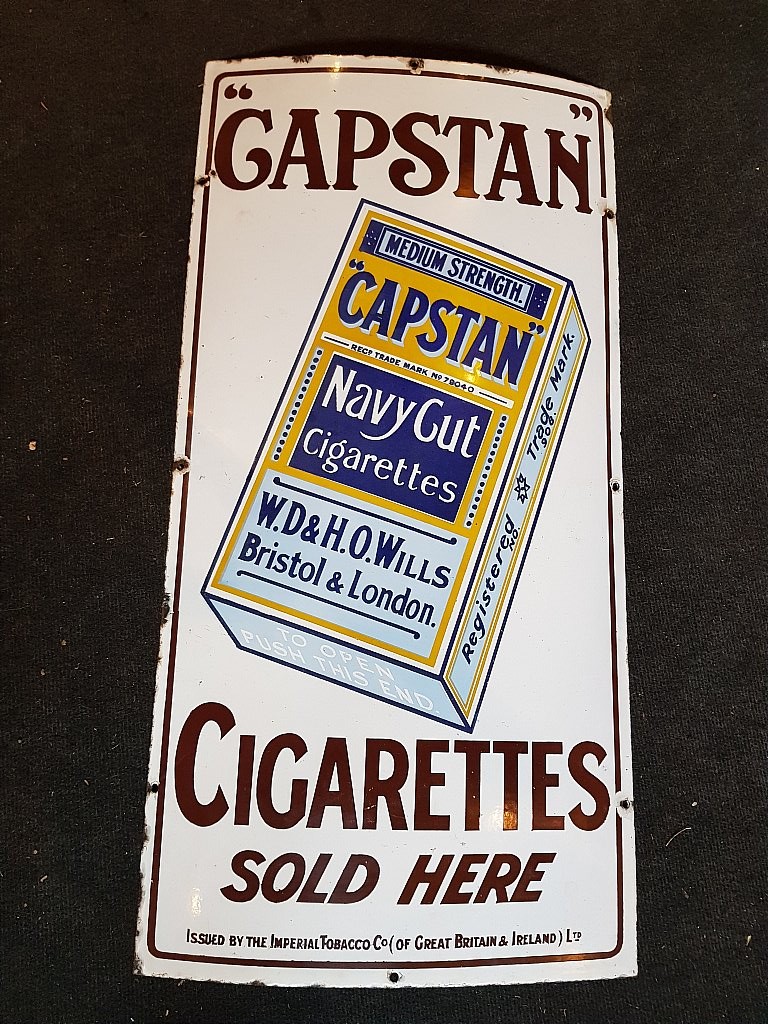 "CAPSTAN"
MEDIUM STRENGTH.
"CAPSTAN"
REGD TRADE MARK No 79040
Navy Cut
Cigarettes
W.D & H.O. WILLS
Bristol & London.
TO OPEN
PUSH THIS END.
Registered Trade Mark.
NO.
CIGARETTES
SOLD HERE
ISSUED BY THE IMPERIAL TOBACCO Co (OF GREAT BRITAIN & IRELAND) LTD